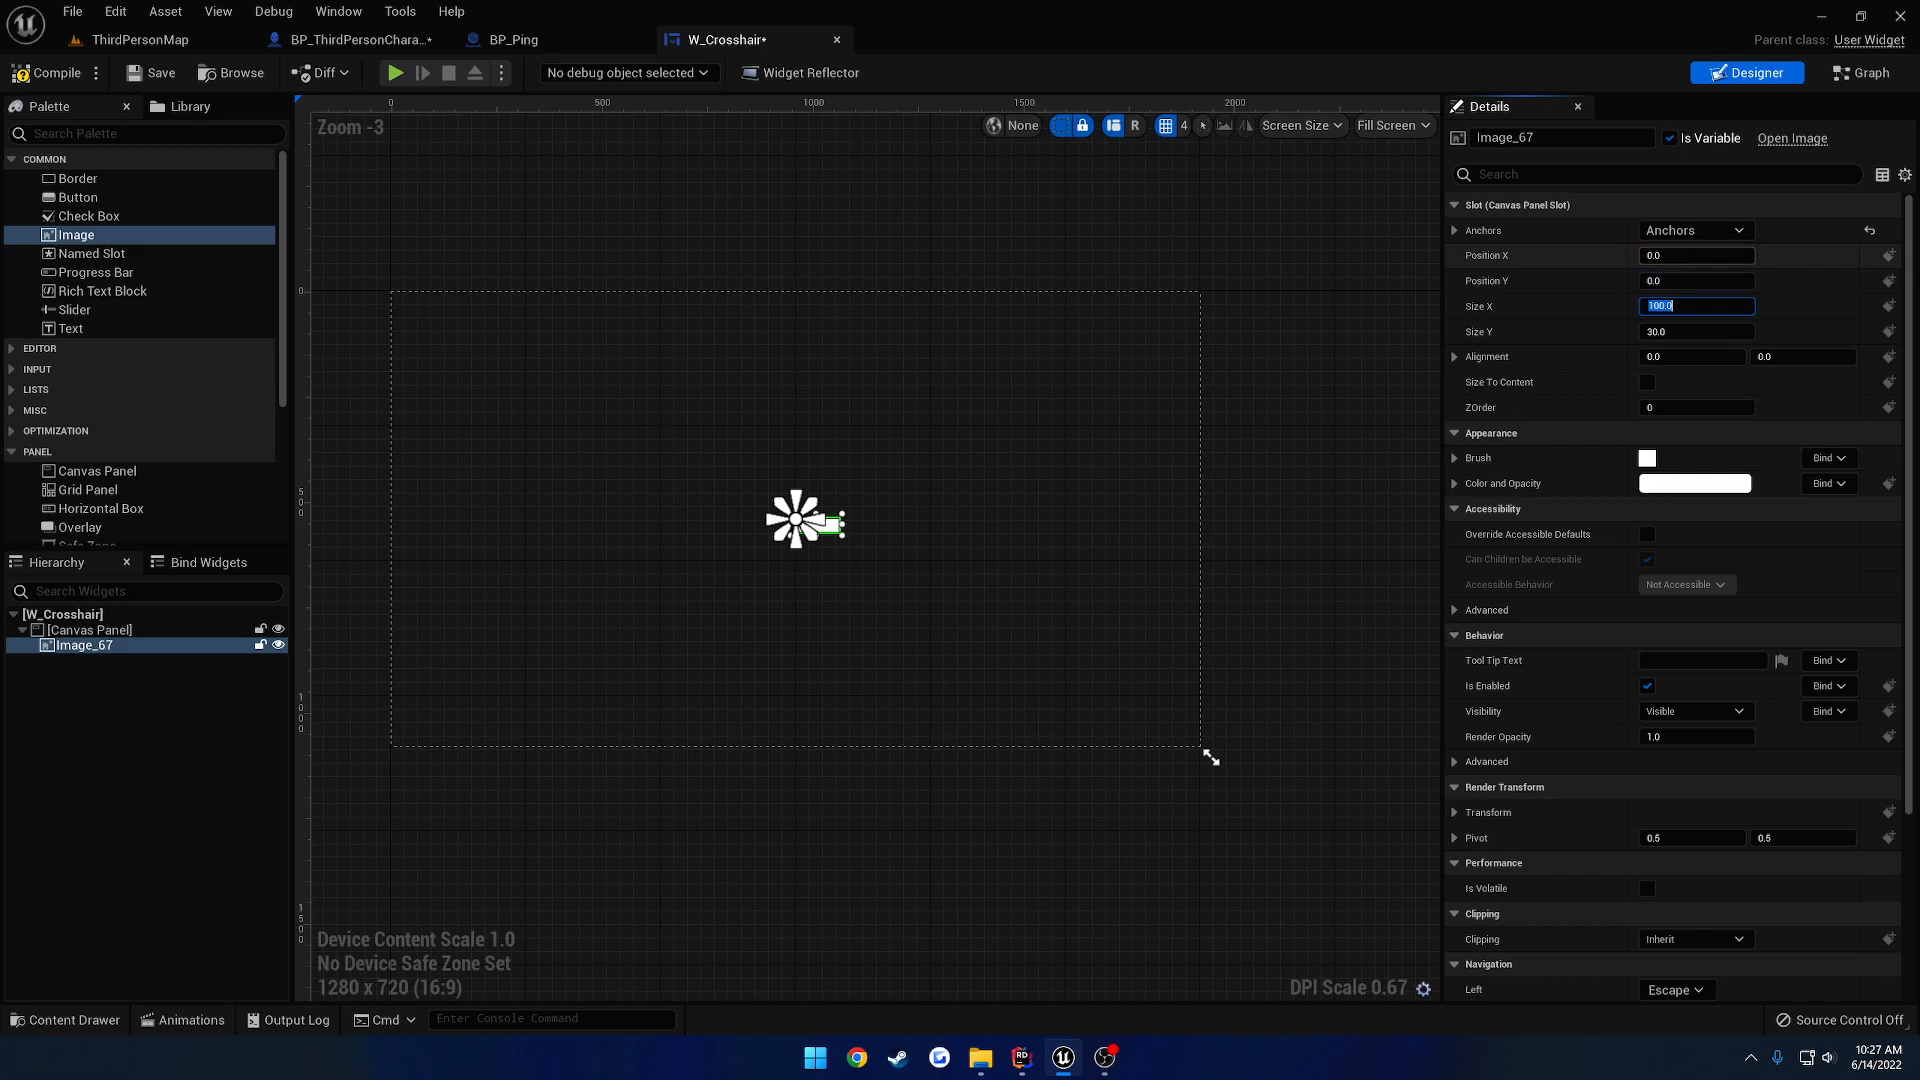 File Edit View Asset Debug Window Tools Help
ThirdPersonMap BP_ThirdPersonChara...* BP_Ping W_Crosshair* Parent class: User Widget
Compile Save Browse Diff No debug object selected Widget Reflector Designer Graph
Palette Library
Search Palette
COMMON
Border
Button
Check Box
Image
Named Slot
Progress Bar
Rich Text Block
Slider
Text
EDITOR
INPUT
LISTS
MISC
OPTIMIZATION
PANEL
Canvas Panel
Grid Panel
Horizontal Box
Overlay
Safe Zone
Hierarchy Bind Widgets
Search Widgets
[W_Crosshair]
[Canvas Panel]
Image_67
0 500 1000 1500 2000
Zoom -3
None R 4 Screen Size Fill Screen
0
500
1000
1500
Device Content Scale 1.0
No Device Safe Zone Set
1280 x 720 (16:9)
DPI Scale 0.67
Details
Image_67 Is Variable Open Image
Search
Slot (Canvas Panel Slot)
Anchors Anchors
Position X 0.0
Position Y 0.0
Size X 100.0
Size Y 30.0
Alignment 0.0 0.0
Size To Content
ZOrder 0
Appearance
Brush Bind
Color and Opacity Bind
Accessibility
Override Accessible Defaults
Can Children be Accessible
Accessible Behavior Not Accessible
Advanced
Behavior
Tool Tip Text Bind
Is Enabled Bind
Visibility Visible Bind
Render Opacity 1.0
Advanced
Render Transform
Transform
Pivot 0.5 0.5
Performance
Is Volatile
Clipping
Clipping Inherit
Navigation
Left Escape
Content Drawer Animations Output Log Cmd Enter Console Command Source Control Off
RD
10:27 AM
6/14/2022